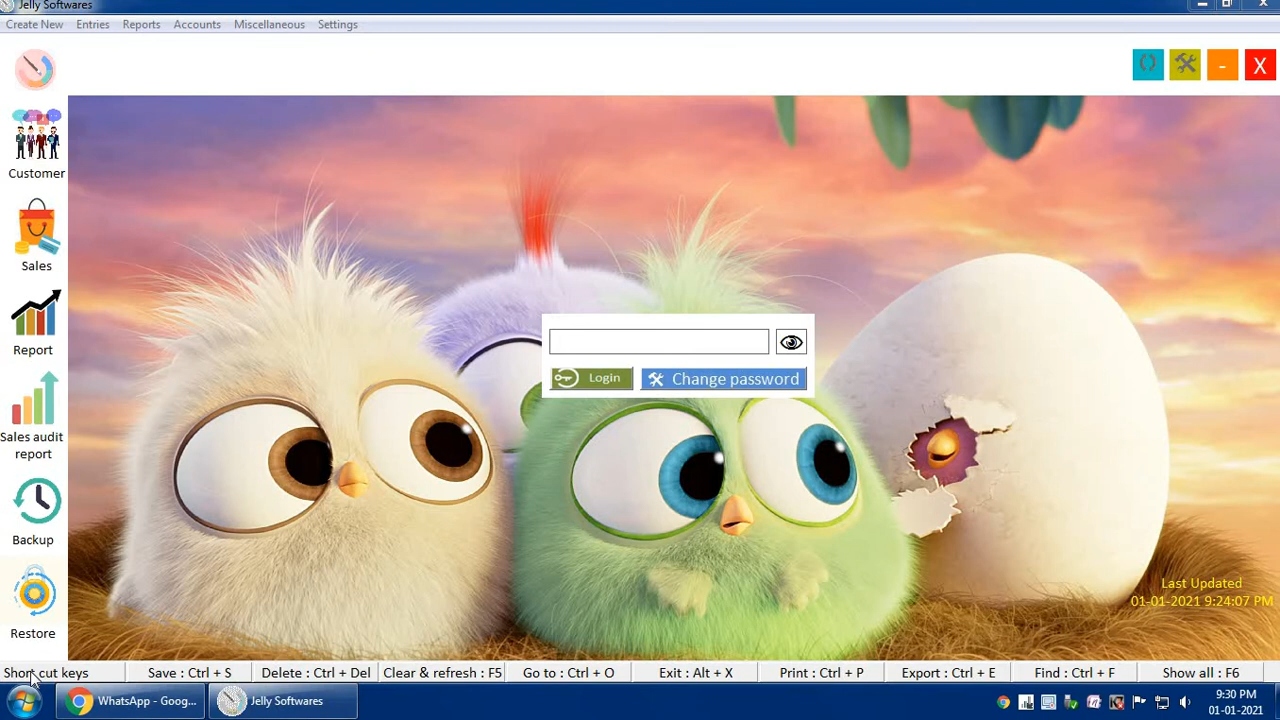 Jelly Softwares
Create New Entries Reports Accounts Miscellaneous Settings
- X
Customer
Sales
Report
Sales audit
report
Backup
Restore
Login Change password
Last Updated
01-01-2021 9:24:07 PM
Short cut keys Save : Ctrl + S Delete : Ctrl + Del Clear & refresh : F5 Go to : Ctrl + O Exit : Alt + X Print : Ctrl + P Export : Ctrl + E Find : Ctrl + F Show all : F6
WhatsApp - Goog... Jelly Softwares
9:30 PM
01-01-2021